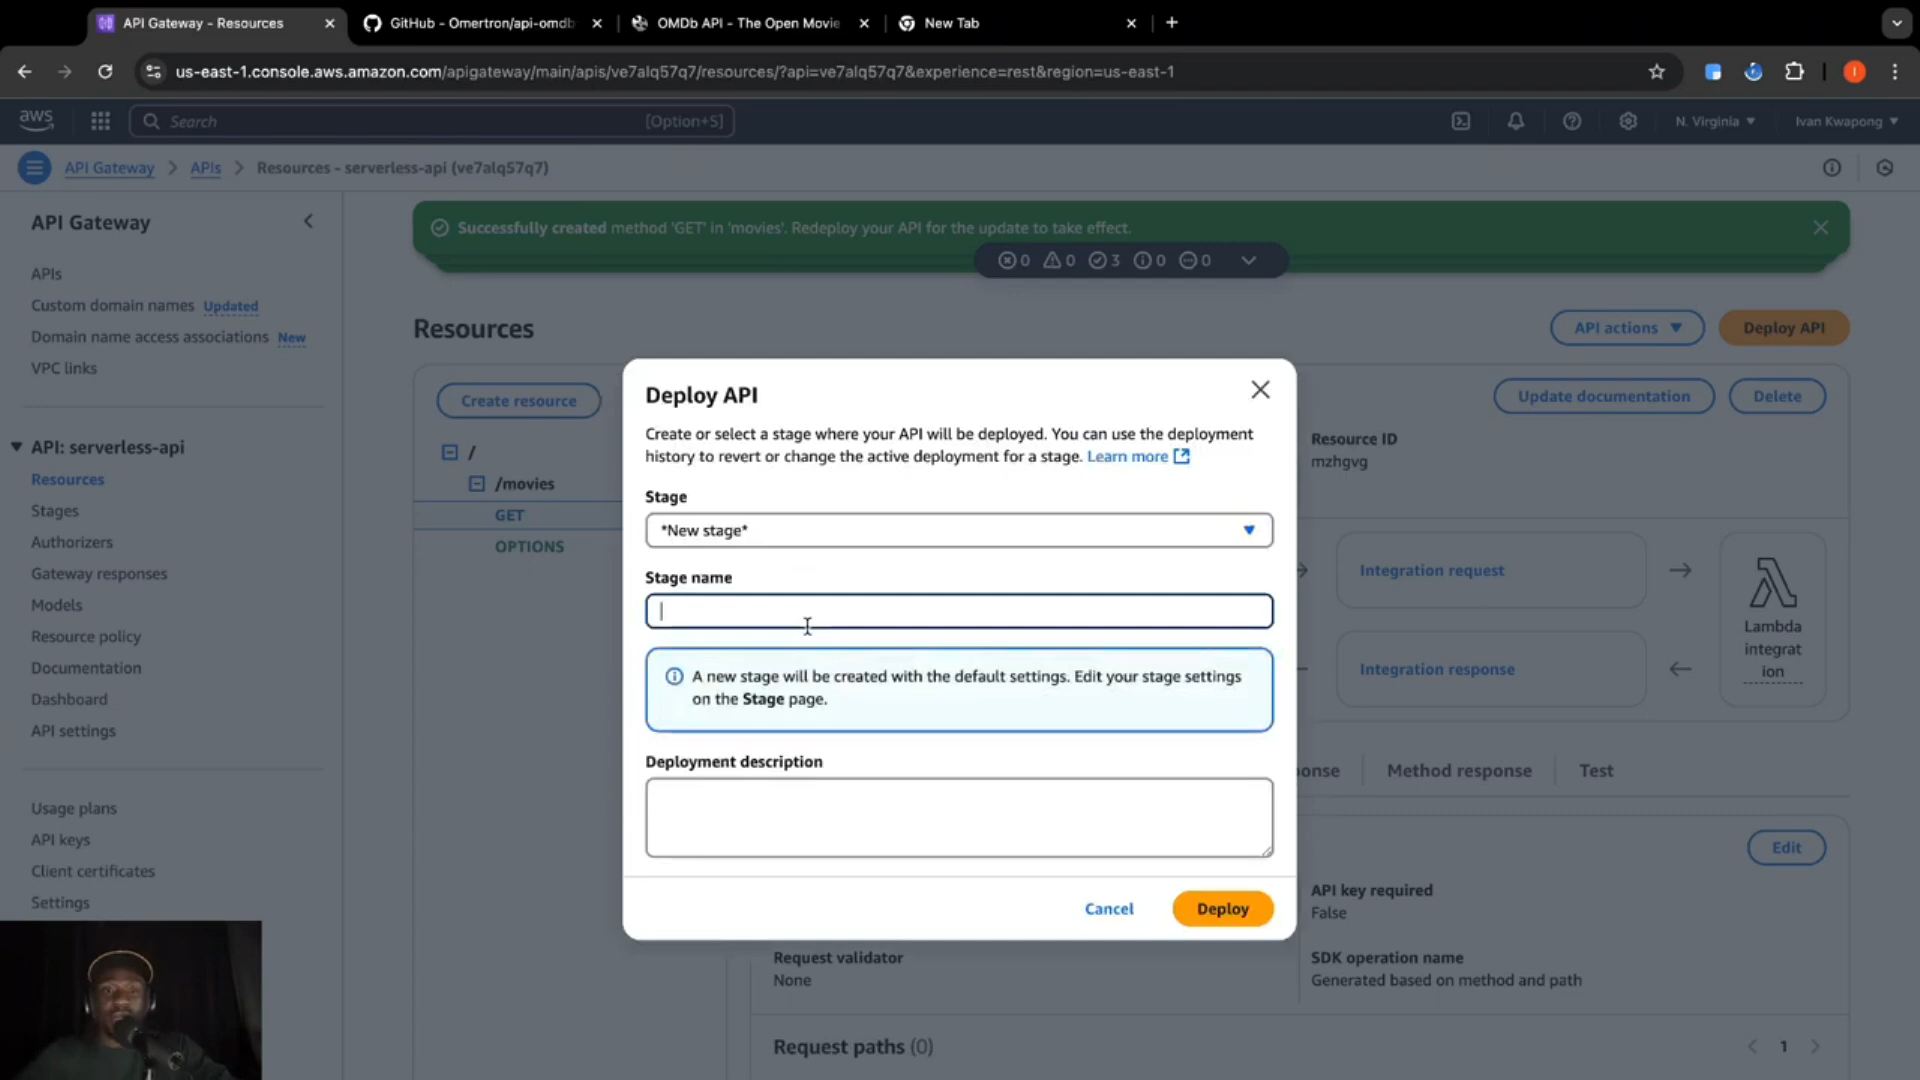 API Gateway - Resources
GitHub - Omertron/api-omdb
OMDb API - The Open Movie
New Tab
us-east-1.console.aws.amazon.com/apigateway/main/apis/ve7alq57q7/resources/?api=ve7alq57q7&experience=rest&region=us-east-1
aws
Search
[Option+S]
N. Virginia
Ivan Kwapong
API Gateway
APIs
Resources - serverless-api (ve7alq57q7)
API Gateway
APIs
Custom domain names Updated
Domain name access associations New
VPC links
API: serverless-api
Resources
Stages
Authorizers
Gateway responses
Models
Resource policy
Documentation
Dashboard
API settings
Usage plans
API keys
Client certificates
Settings
Successfully created method 'GET' in 'movies'. Redeploy your API for the update to take effect.
0 0 3 0 0
Resources
API actions
Deploy API
Create resource
/
/movies
GET
OPTIONS
Update documentation
Delete
Resource ID
mzhgvg
Integration request
Integration response
Lambda
integrat
ion
Deploy API
Create or select a stage where your API will be deployed. You can use the deployment
history to revert or change the active deployment for a stage. Learn more
Stage
*New stage*
Stage name
A new stage will be created with the default settings. Edit your stage settings
on the Stage page.
Deployment description
Cancel
Deploy
onse
Method response
Test
Edit
API key required
False
Request validator
None
SDK operation name
Generated based on method and path
Request paths (0)
1